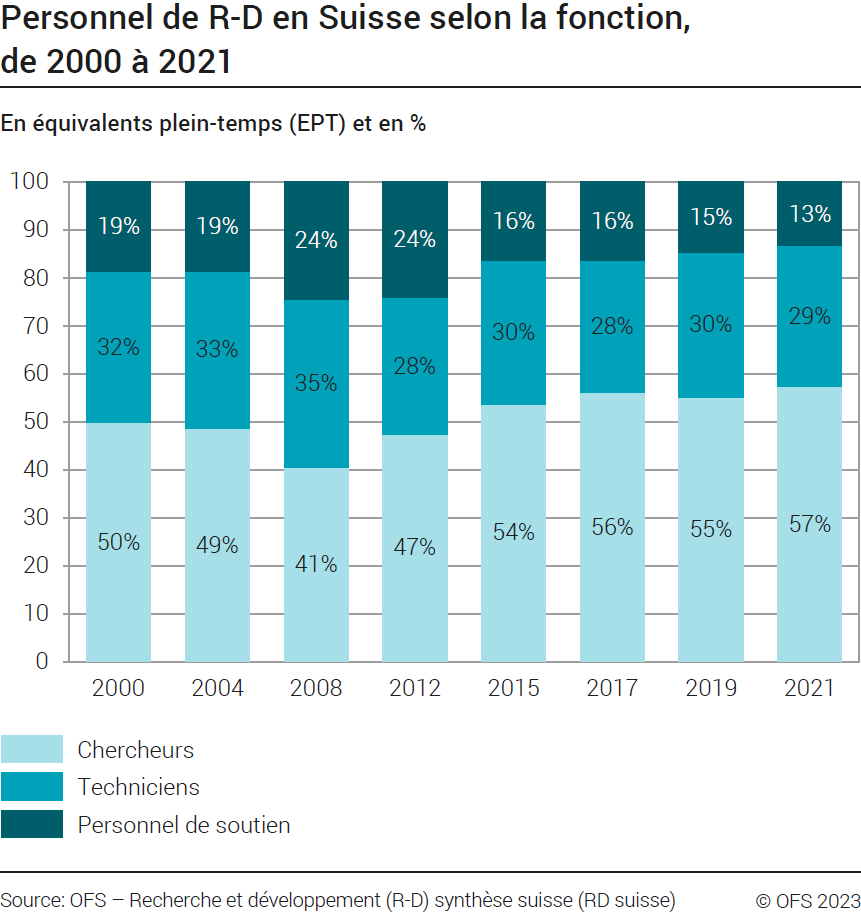 Personnel de R-D en Suisse selon la fonction,
de 2000 à 2021
En équivalents plein-temps (EPT) et en %
100
90
80
70
60
50
40
30
20
10
0
19% 19% 24% 24% 16% 16% 15% 13%
32% 33% 35% 28% 30% 28% 30% 29%
50% 49% 41% 47% 54% 56% 55% 57%
2000 2004 2008 2012 2015 2017 2019 2021
Chercheurs
Techniciens
Personnel de soutien
Source: OFS – Recherche et développement (R-D) synthèse suisse (RD suisse) © OFS 2023